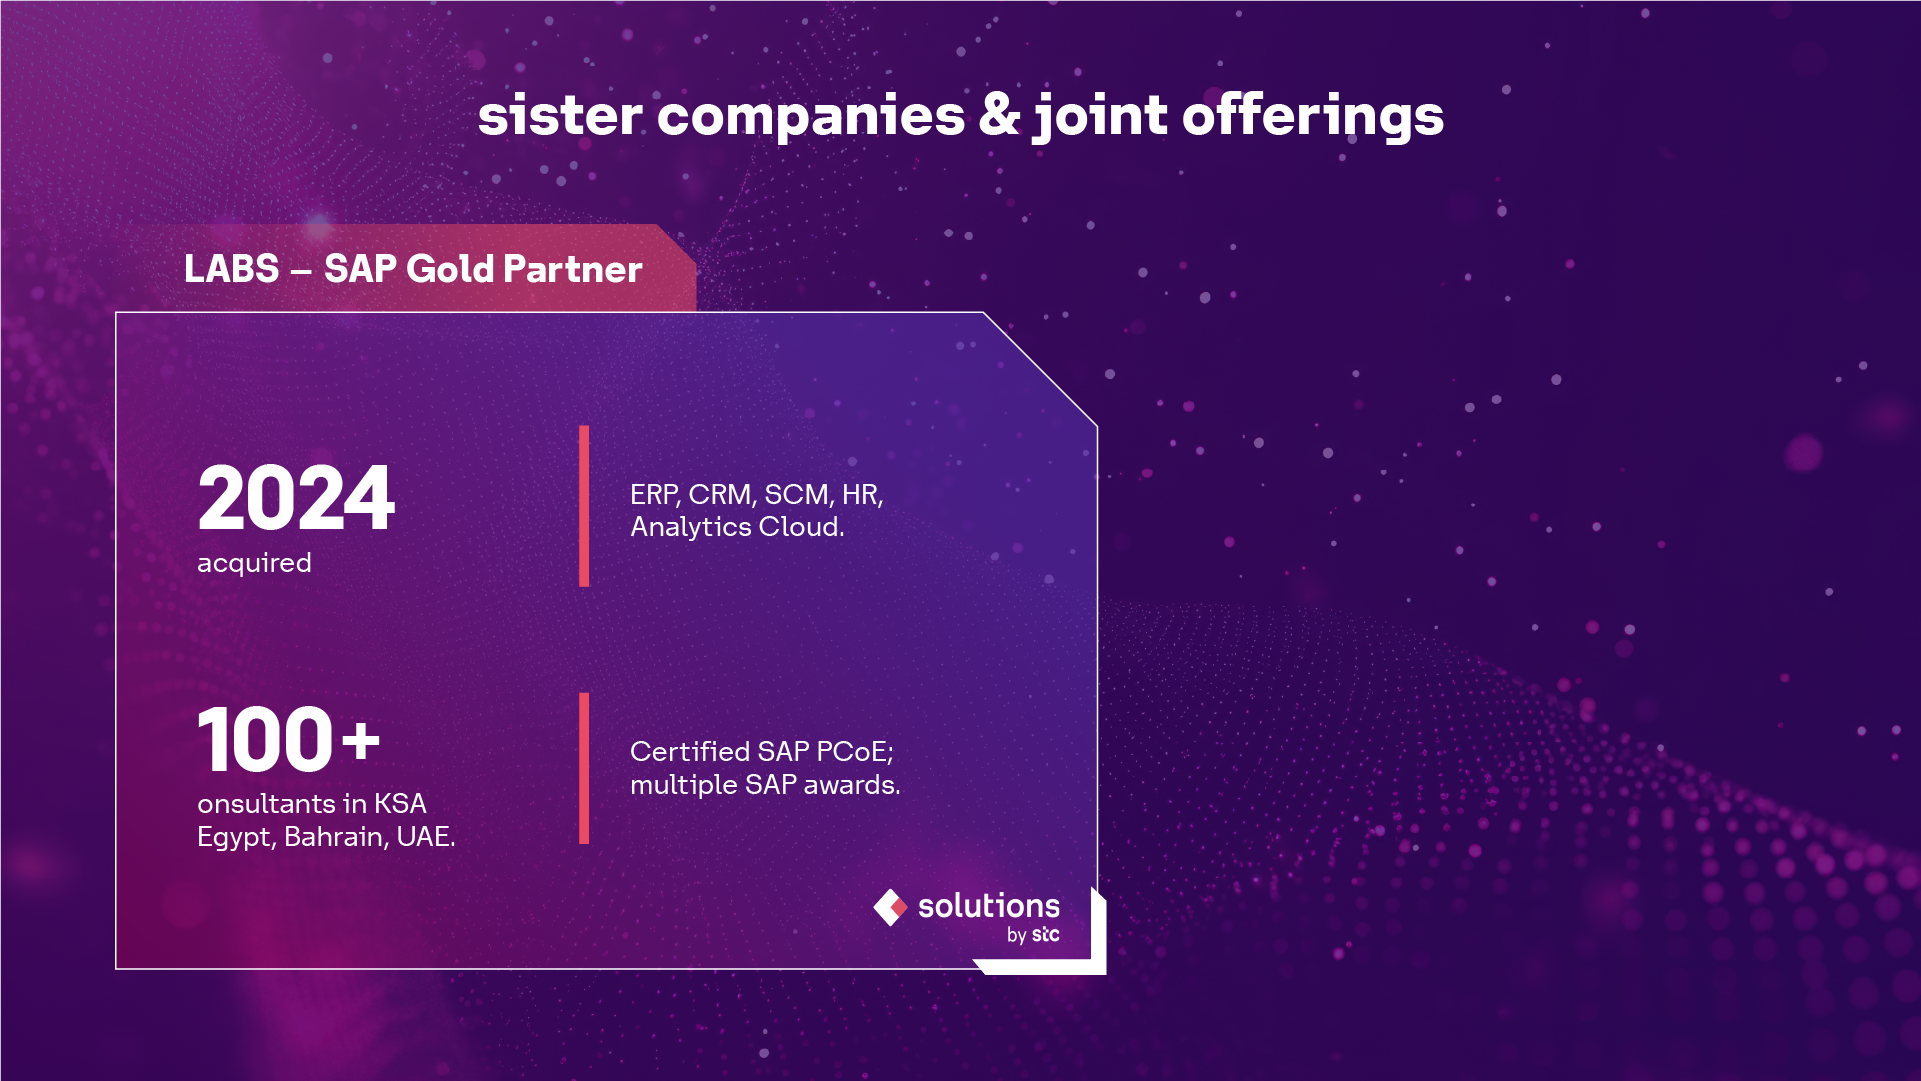 sister companies & joint offerings
LABS – SAP Gold Partner
2024
acquired
ERP, CRM, SCM, HR,
Analytics Cloud.
100+
onsultants in KSA
Egypt, Bahrain, UAE.
Certified SAP PCoE;
multiple SAP awards.
solutions
by stc